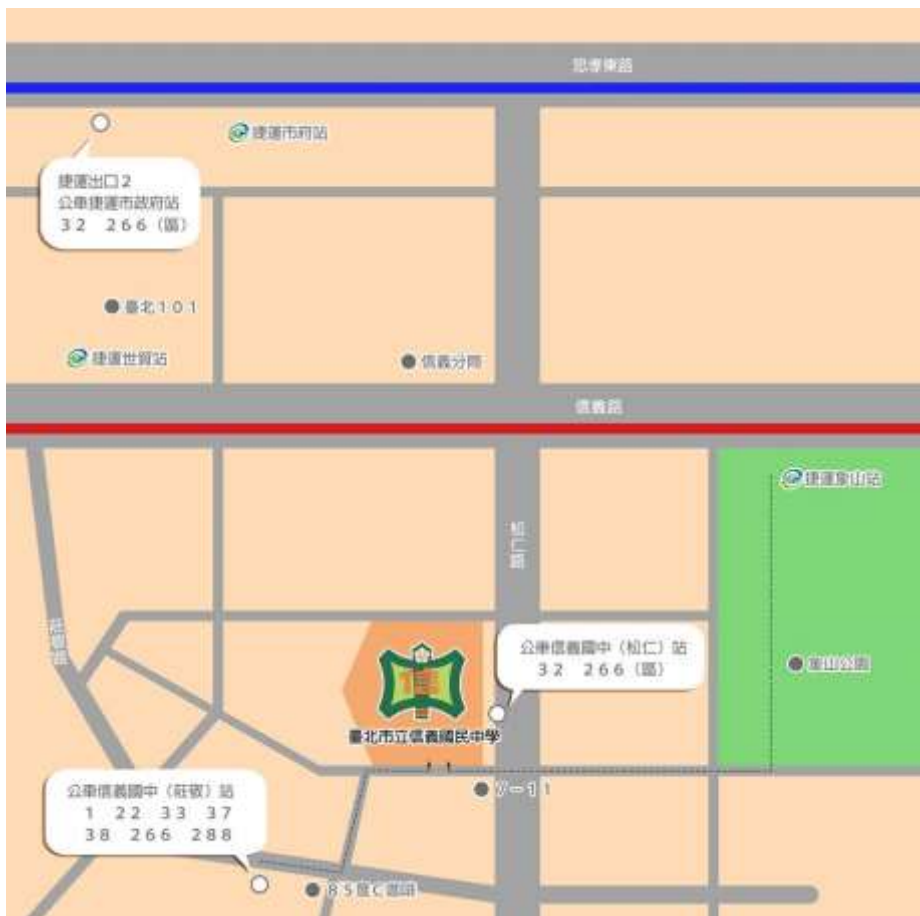 忠孝東路
捷運市府站
捷運出口2
公車捷運市政府站
32 266(區)
臺北101
捷運世貿站
信義分局
信義路
捷運象山站
松仁路
莊敬路
公車信義國中(松仁)站
32 266(區)
象山公園
臺北市立信義國民中學
7-11
公車信義國中(莊敬)站
1 22 33 37
38 266 288
85度C咖啡